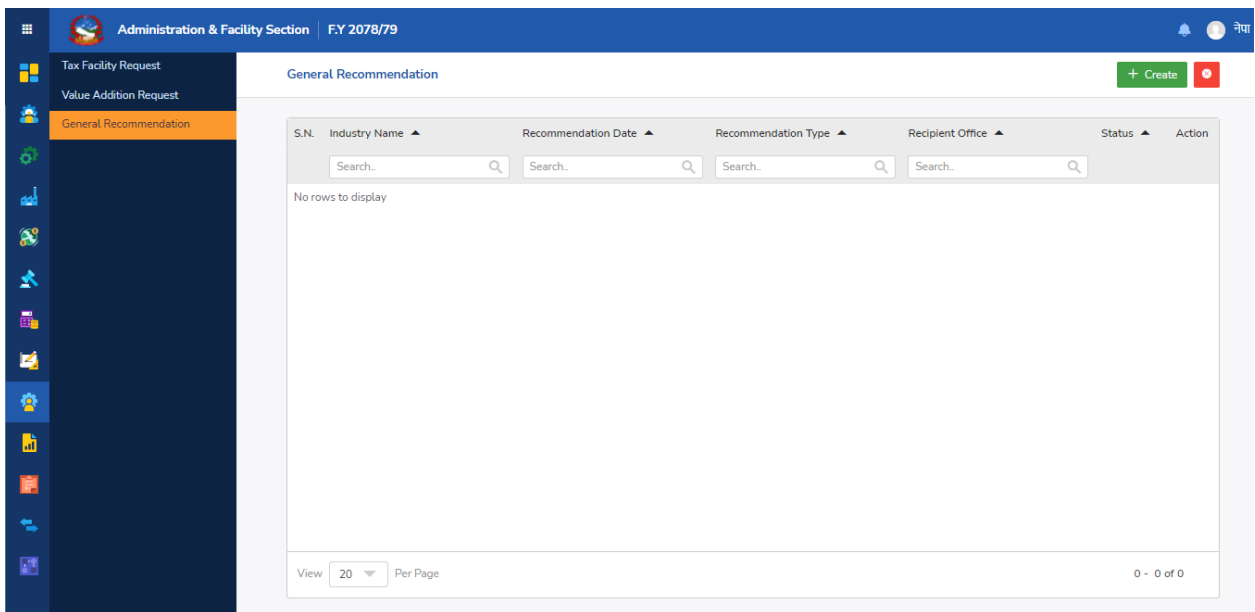 Administration & Facility Section F.Y 2078/79 नेपा
Tax Facility Request
Value Addition Request
General Recommendation
General Recommendation
+ Create
S.N. Industry Name Recommendation Date Recommendation Type Recipient Office Status Action
Search.. Search.. Search.. Search..
No rows to display
View 20 Per Page 0 - 0 of 0